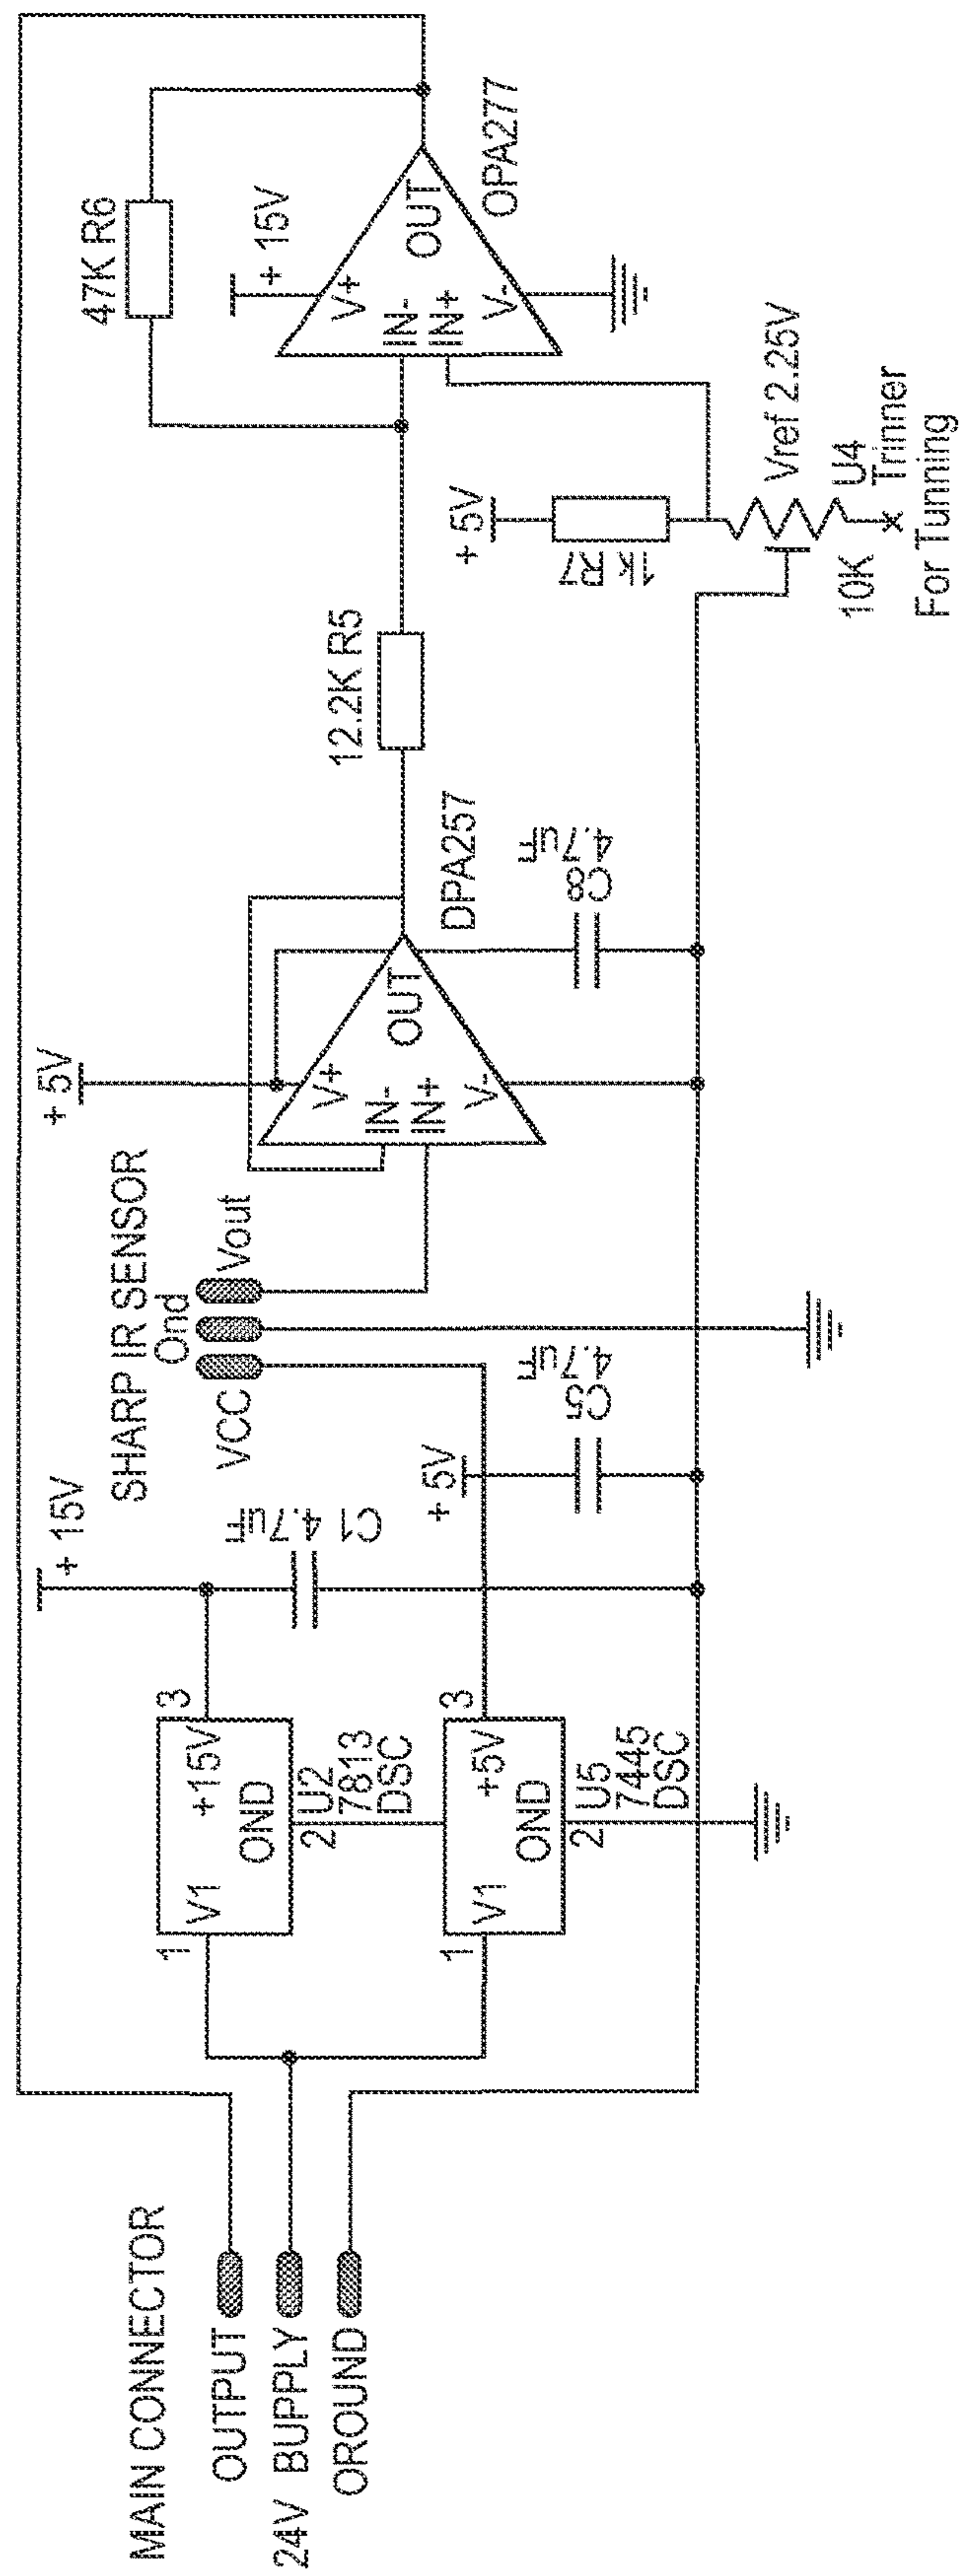 MAIN CONNECTOR
OUTPUT
24V BUPPLY
OROUND
1
V1
+15V
3
OND
2
U2
7813
DSC
1
V1
+5V
3
OND
2
U5
7445
DSC
+ 15V
C1 4.7uF
+ 5V
C5
4.7uF
SHARP IR SENSOR
VCC
Ond
Vout
+ 5V
V+
IN-
IN+
V-
OUT
DPA257
C8
4.7uF
12.2K R5
47K R6
+ 15V
V+
IN-
IN+
V-
OUT
OPA277
+ 5V
1k R7
Vref 2.25V
10K
U4
Trinner
For Tunning